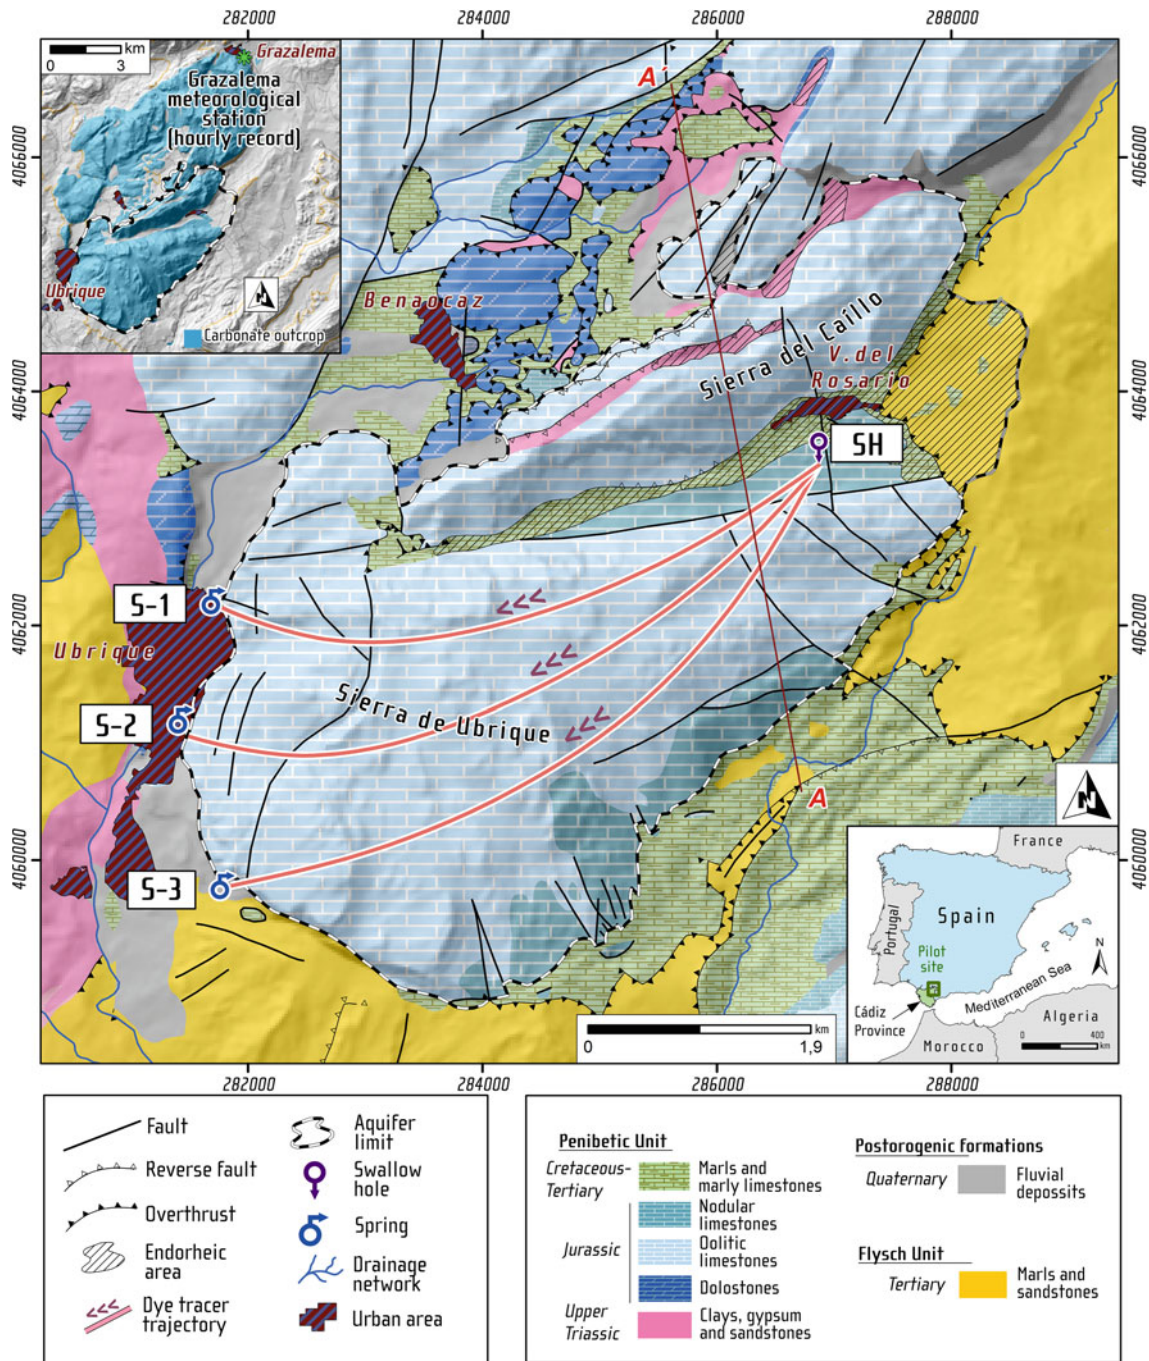 282000
284000
286000
288000
km
0
3
Grazalema
Grazalema
meteorological
station
(hourly record)
Ubrique
N
Carbonate outcrop
4066000
4064000
4062000
4060000
4066000
4064000
4062000
4060000
A´
Benaocaz
Sierra del Caillo
V. del
Rosario
SH
S-1
Ubrique
S-2
Sierra de Ubrique
S-3
A
N
France
Spain
Portugal
Pilot
site
N
Mediterranean Sea
Cádiz
Province
Algeria
Morocco
0
400
km
km
0
1,9
282000
284000
286000
288000
Fault
Reverse fault
Overthrust
Endorheic
area
Dye tracer
trajectory
Aquifer
limit
Swallow
hole
Spring
Drainage
network
Urban area
Penibetic Unit
Cretaceous-
Tertiary
Marls and
marly limestones
Nodular
limestones
Jurassic
Oolitic
limestones
Dolostones
Upper
Triassic
Clays, gypsum
and sandstones
Postorogenic formations
Quaternary
Fluvial
depossits
Flysch Unit
Tertiary
Marls and
sandstones